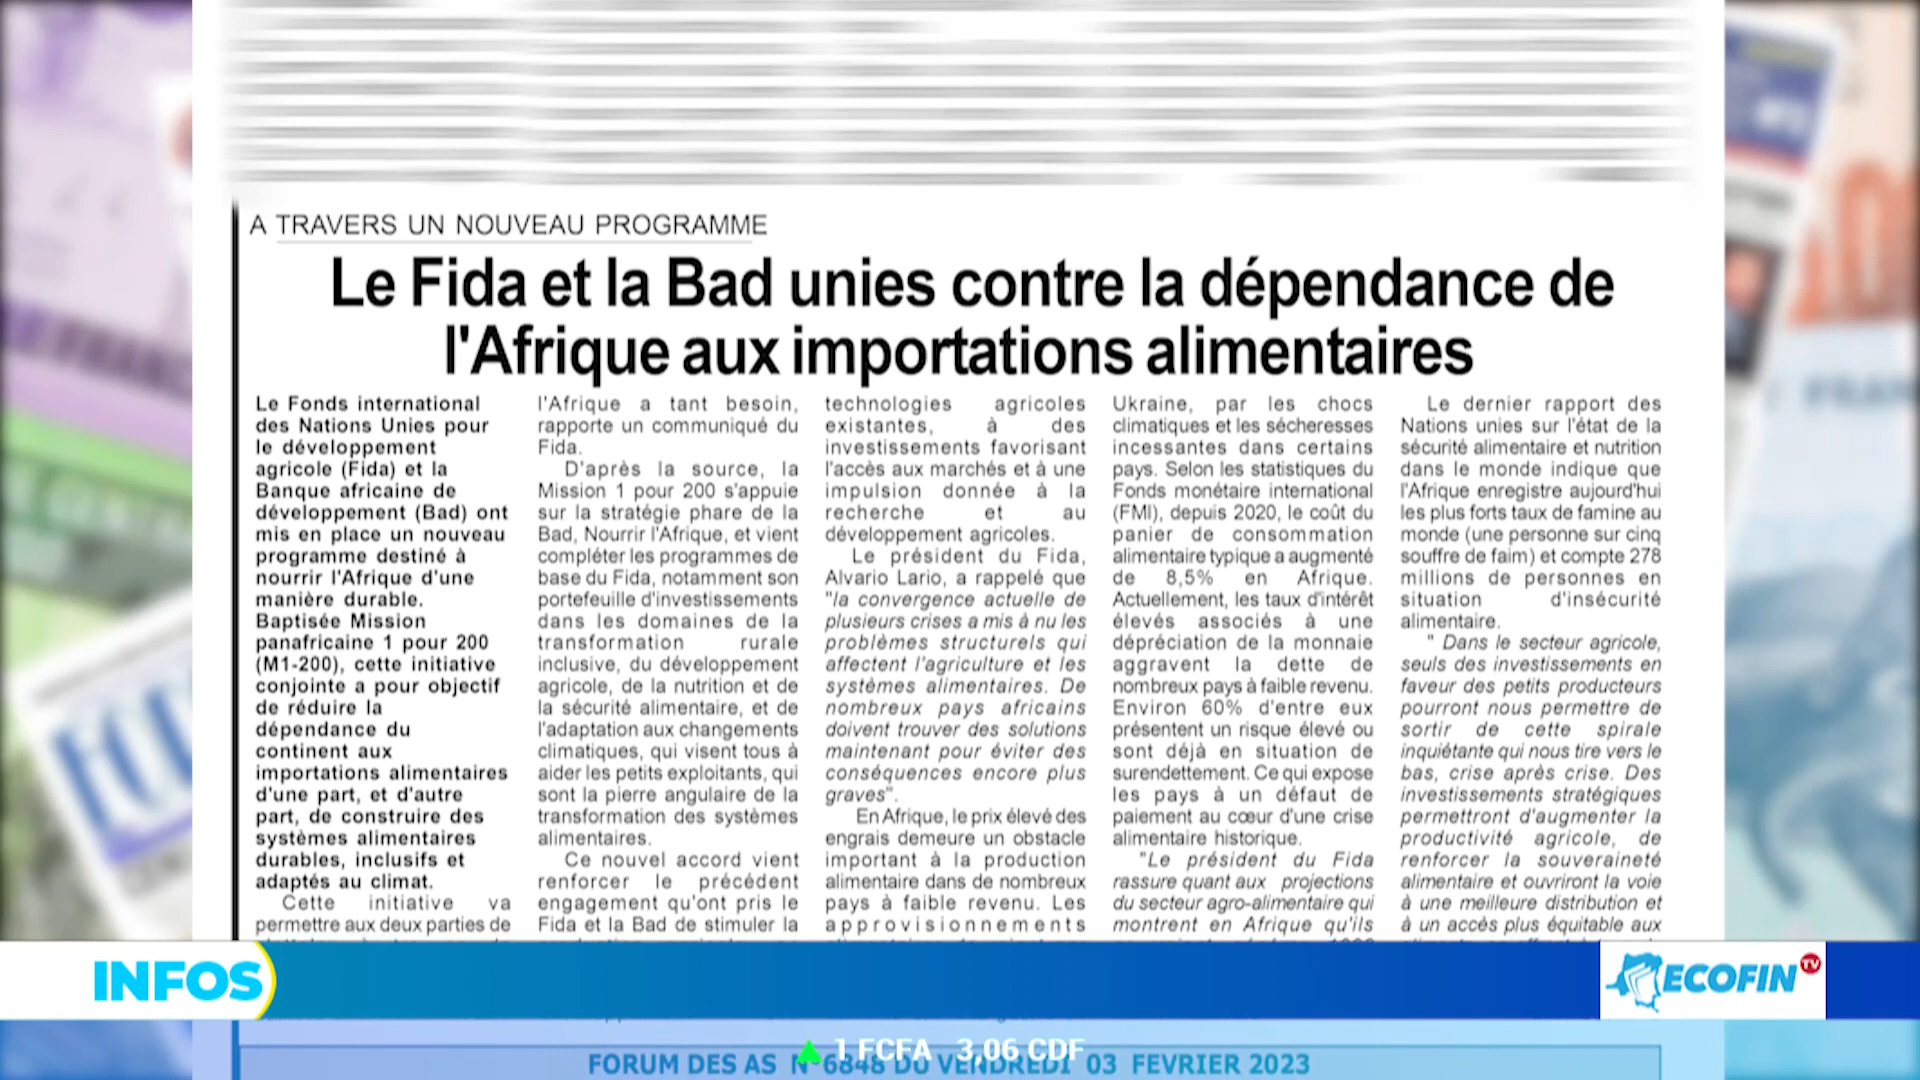 A TRAVERS UN NOUVEAU PROGRAMME
Le Fida et la Bad unies contre la dépendance de
l'Afrique aux importations alimentaires
Le Fonds international
des Nations Unies pour
le développement
agricole (Fida) et la
Banque africaine de
développement (Bad) ont
mis en place un nouveau
programme destiné à
nourrir l'Afrique d'une
manière durable.
Baptisée Mission
panafricaine 1 pour 200
(M1-200), cette initiative
conjointe a pour objectif
de réduire la
dépendance du
continent aux
importations alimentaires
d'une part, et d'autre
part, de construire des
systèmes alimentaires
durables, inclusifs et
adaptés au climat.
Cette initiative va
permettre aux deux parties de
l'Afrique a tant besoin,
rapporte un communiqué du
Fida.
D'après la source, la
Mission 1 pour 200 s'appuie
sur la stratégie phare de la
Bad, Nourrir l'Afrique, et vient
compléter les programmes de
base du Fida, notamment son
portefeuille d'investissements
dans les domaines de la
transformation rurale
inclusive, du développement
agricole, de la nutrition et de
la sécurité alimentaire, et de
l'adaptation aux changements
climatiques, qui visent tous à
aider les petits exploitants, qui
sont la pierre angulaire de la
transformation des systèmes
alimentaires.
Ce nouvel accord vient
renforcer le précédent
engagement qu'ont pris le
Fida et la Bad de stimuler la
technologies agricoles
existantes, à des
investissements favorisant
l'accès aux marchés et à une
impulsion donnée à la
recherche et au
développement agricoles.
Le président du Fida,
Alvario Lario, a rappelé que
"la convergence actuelle de
plusieurs crises a mis à nu les
problèmes structurels qui
affectent l'agriculture et les
systèmes alimentaires. De
nombreux pays africains
doivent trouver des solutions
maintenant pour éviter des
conséquences encore plus
graves".
En Afrique, le prix élevé des
engrais demeure un obstacle
important à la production
alimentaire dans de nombreux
pays à faible revenu. Les
approvisionnements
Ukraine, par les chocs
climatiques et les sécheresses
incessantes dans certains
pays. Selon les statistiques du
Fonds monétaire international
(FMI), depuis 2020, le coût du
panier de consommation
alimentaire typique a augmenté
de 8,5% en Afrique.
Actuellement, les taux d'intérêt
élevés associés à une
dépréciation de la monnaie
aggravent la dette de
nombreux pays à faible revenu.
Environ 60% d'entre eux
présentent un risque élevé ou
sont déjà en situation de
surendettement. Ce qui expose
les pays à un défaut de
paiement au cœur d'une crise
alimentaire historique.
"Le président du Fida
rassure quant aux projections
du secteur agro-alimentaire qui
montrent en Afrique qu'ils
Le dernier rapport des
Nations unies sur l'état de la
sécurité alimentaire et nutrition
dans le monde indique que
l'Afrique enregistre aujourd'hui
les plus forts taux de famine au
monde (une personne sur cinq
souffre de faim) et compte 278
millions de personnes en
situation d'insécurité
alimentaire.
" Dans le secteur agricole,
seuls des investissements en
faveur des petits producteurs
pourront nous permettre de
sortir de cette spirale
inquiétante qui nous tire vers le
bas, crise après crise. Des
investissements stratégiques
permettront d'augmenter la
productivité agricole, de
renforcer la souveraineté
alimentaire et ouvriront la voie
à une meilleure distribution et
à un accès plus équitable aux
INFOS
ECOFIN TV
1 FCFA 3,06 CDF
FORUM DES AS N°6848 DU VENDREDI 03 FEVRIER 2023